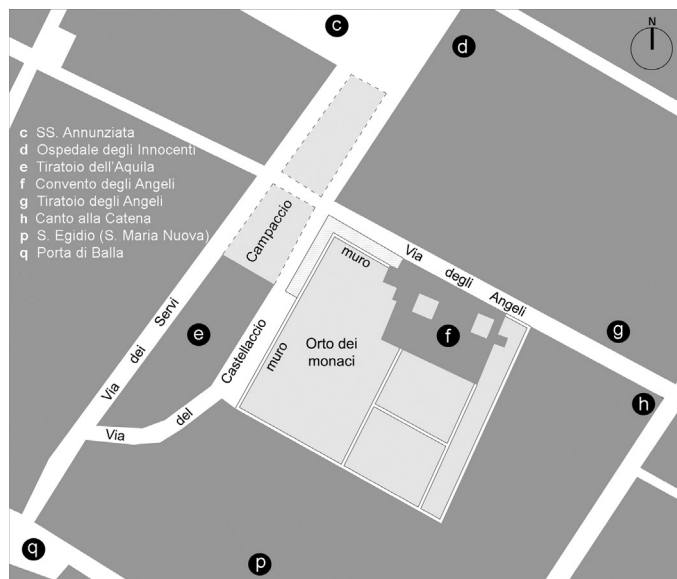 c
N
d
c SS. Annunziata
d Ospedale degli Innocenti
e Tiratoio dell'Aquila
f Convento degli Angeli
g Tiratoio degli Angeli
h Canto alla Catena
p S. Egidio (S. Maria Nuova)
q Porta di Balla
Campaccio
Via degli Angeli
muro
Via dei Servi
e
Castellaccio
muro
Orto dei
monaci
f
g
h
Via del
q
p